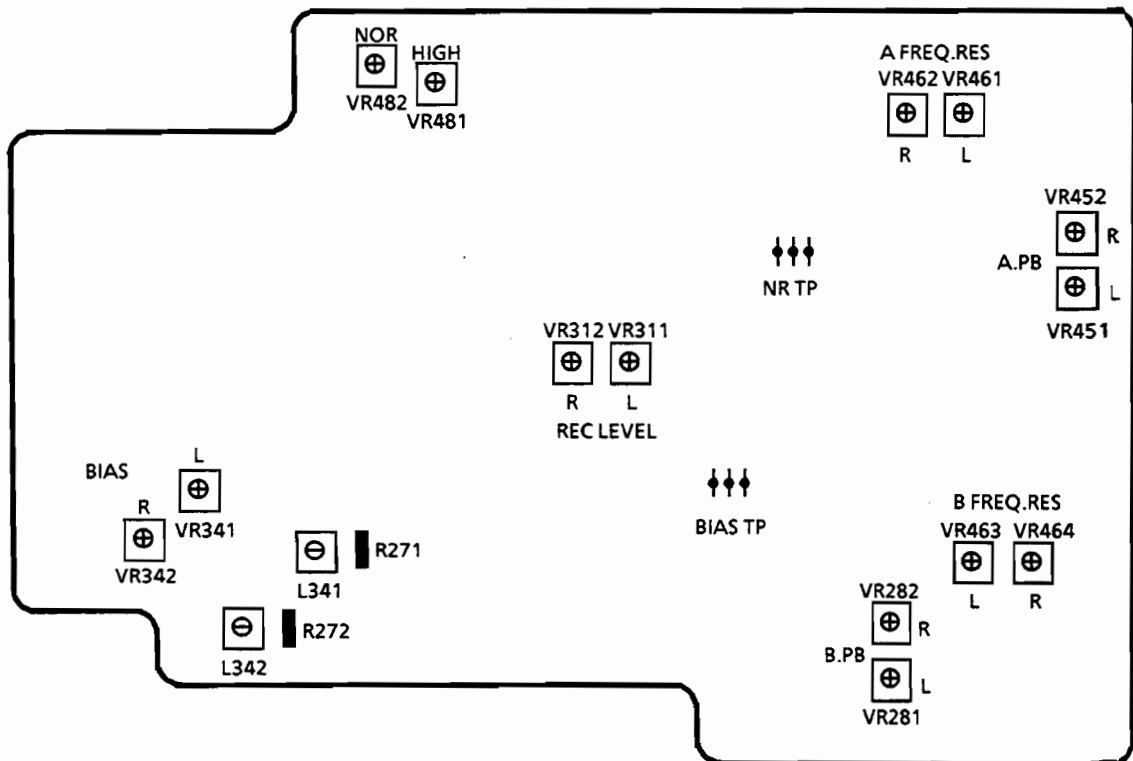 NOR
HIGH
VR482
VR481
A FREQ.RES
VR462 VR461
R L
VR452
R
A.PB
L
VR451
NR TP
VR312 VR311
R L
REC LEVEL
BIAS
L
R
VR341
VR342
BIAS TP
B FREQ.RES
VR463 VR464
L R
R271
L341
R272
L342
VR282
R
B.PB
L
VR281